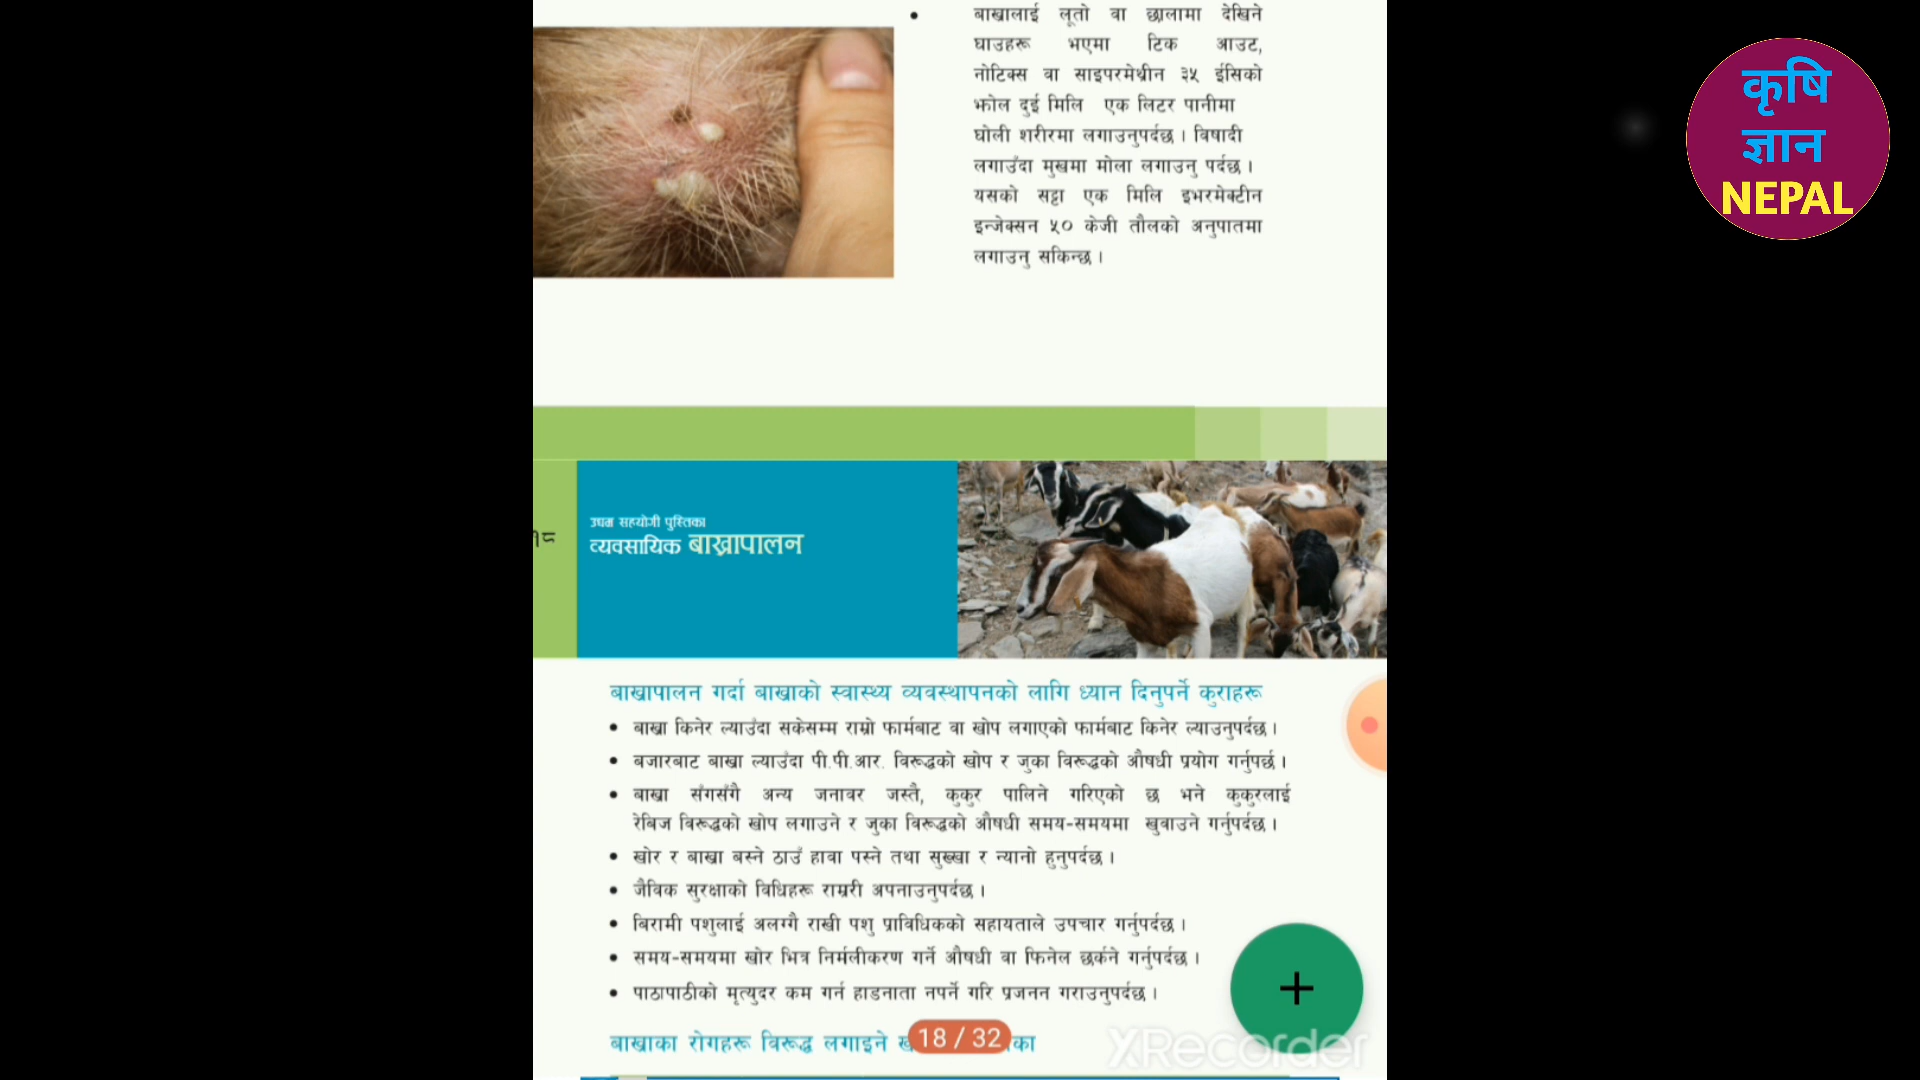 बाख्रालाई लूतो वा छालामा देखिने
घाउहरू भएमा टिक आउट,
नोटिक्स वा साइपरमेथ्रीन ३५ ईसिको
झोल दुई मिलि एक लिटर पानीमा
घोली शरीरमा लगाउनुपर्दछ । विषादी
लगाउँदा मुखमा मोला लगाउनु पर्दछ ।
यसको सट्टा एक मिलि इभरमेक्टीन
इन्जेक्सन ५० केजी तौलको अनुपातमा
लगाउनु सकिन्छ ।
कृषि
ज्ञान
NEPAL
१८
उद्यम सहयोगी पुस्तिका
व्यवसायिक बाख्रापालन
बाख्रापालन गर्दा बाख्राको स्वास्थ्य व्यवस्थापनको लागि ध्यान दिनुपर्ने कुराहरू
• बाख्रा किनेर ल्याउँदा सकेसम्म राम्रो फार्मबाट वा खोप लगाएको फार्मबाट किनेर ल्याउनुपर्दछ ।
• बजारबाट बाख्रा ल्याउँदा पी.पी.आर. विरूद्धको खोप र जुका विरूद्धको औषधी प्रयोग गर्नुपर्छ ।
• बाख्रा सँगसँगै अन्य जनावर जस्तै, कुकुर पालिने गरिएको छ भने कुकुरलाई
रेबिज विरूद्धको खोप लगाउने र जुका विरूद्धको औषधी समय-समयमा खुवाउने गर्नुपर्दछ ।
• खोर र बाख्रा बस्ने ठाउँ हावा पस्ने तथा सुख्खा र न्यानो हुनुपर्दछ ।
• जैविक सुरक्षाको विधिहरू राम्ररी अपनाउनुपर्दछ ।
• बिरामी पशुलाई अलग्गै राखी पशु प्राविधिकको सहायताले उपचार गर्नुपर्दछ ।
• समय-समयमा खोर भित्र निर्मलीकरण गर्ने औषधी वा फिनेल छर्कने गर्नुपर्दछ ।
• पाठापाठीको मृत्युदर कम गर्न हाडनाता नपर्ने गरि प्रजनन गराउनुपर्दछ ।
बाख्राका रोगहरू विरूद्ध लगाइने
18 / 32
XRecorder